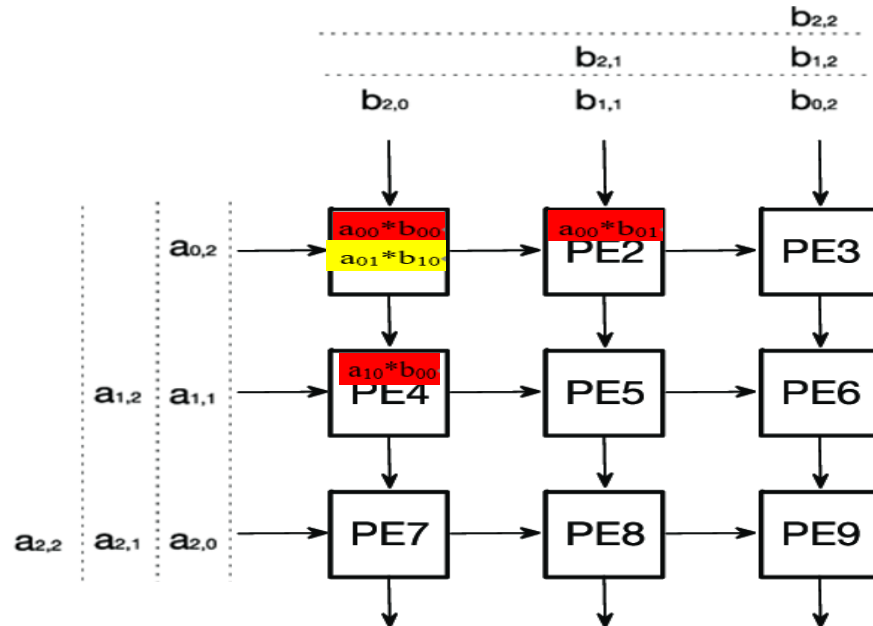 b2,2
b2,1 b1,2
b2,0 b1,1 b0,2
a00*b00 a00*b01
a0,2 a01*b10 PE2 PE3
a10*b00
a1,2 a1,1 PE4 PE5 PE6
a2,2 a2,1 a2,0 PE7 PE8 PE9